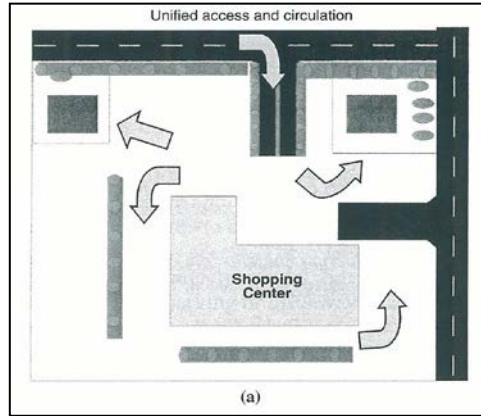 Unified access and circulation
Shopping
Center
(a)